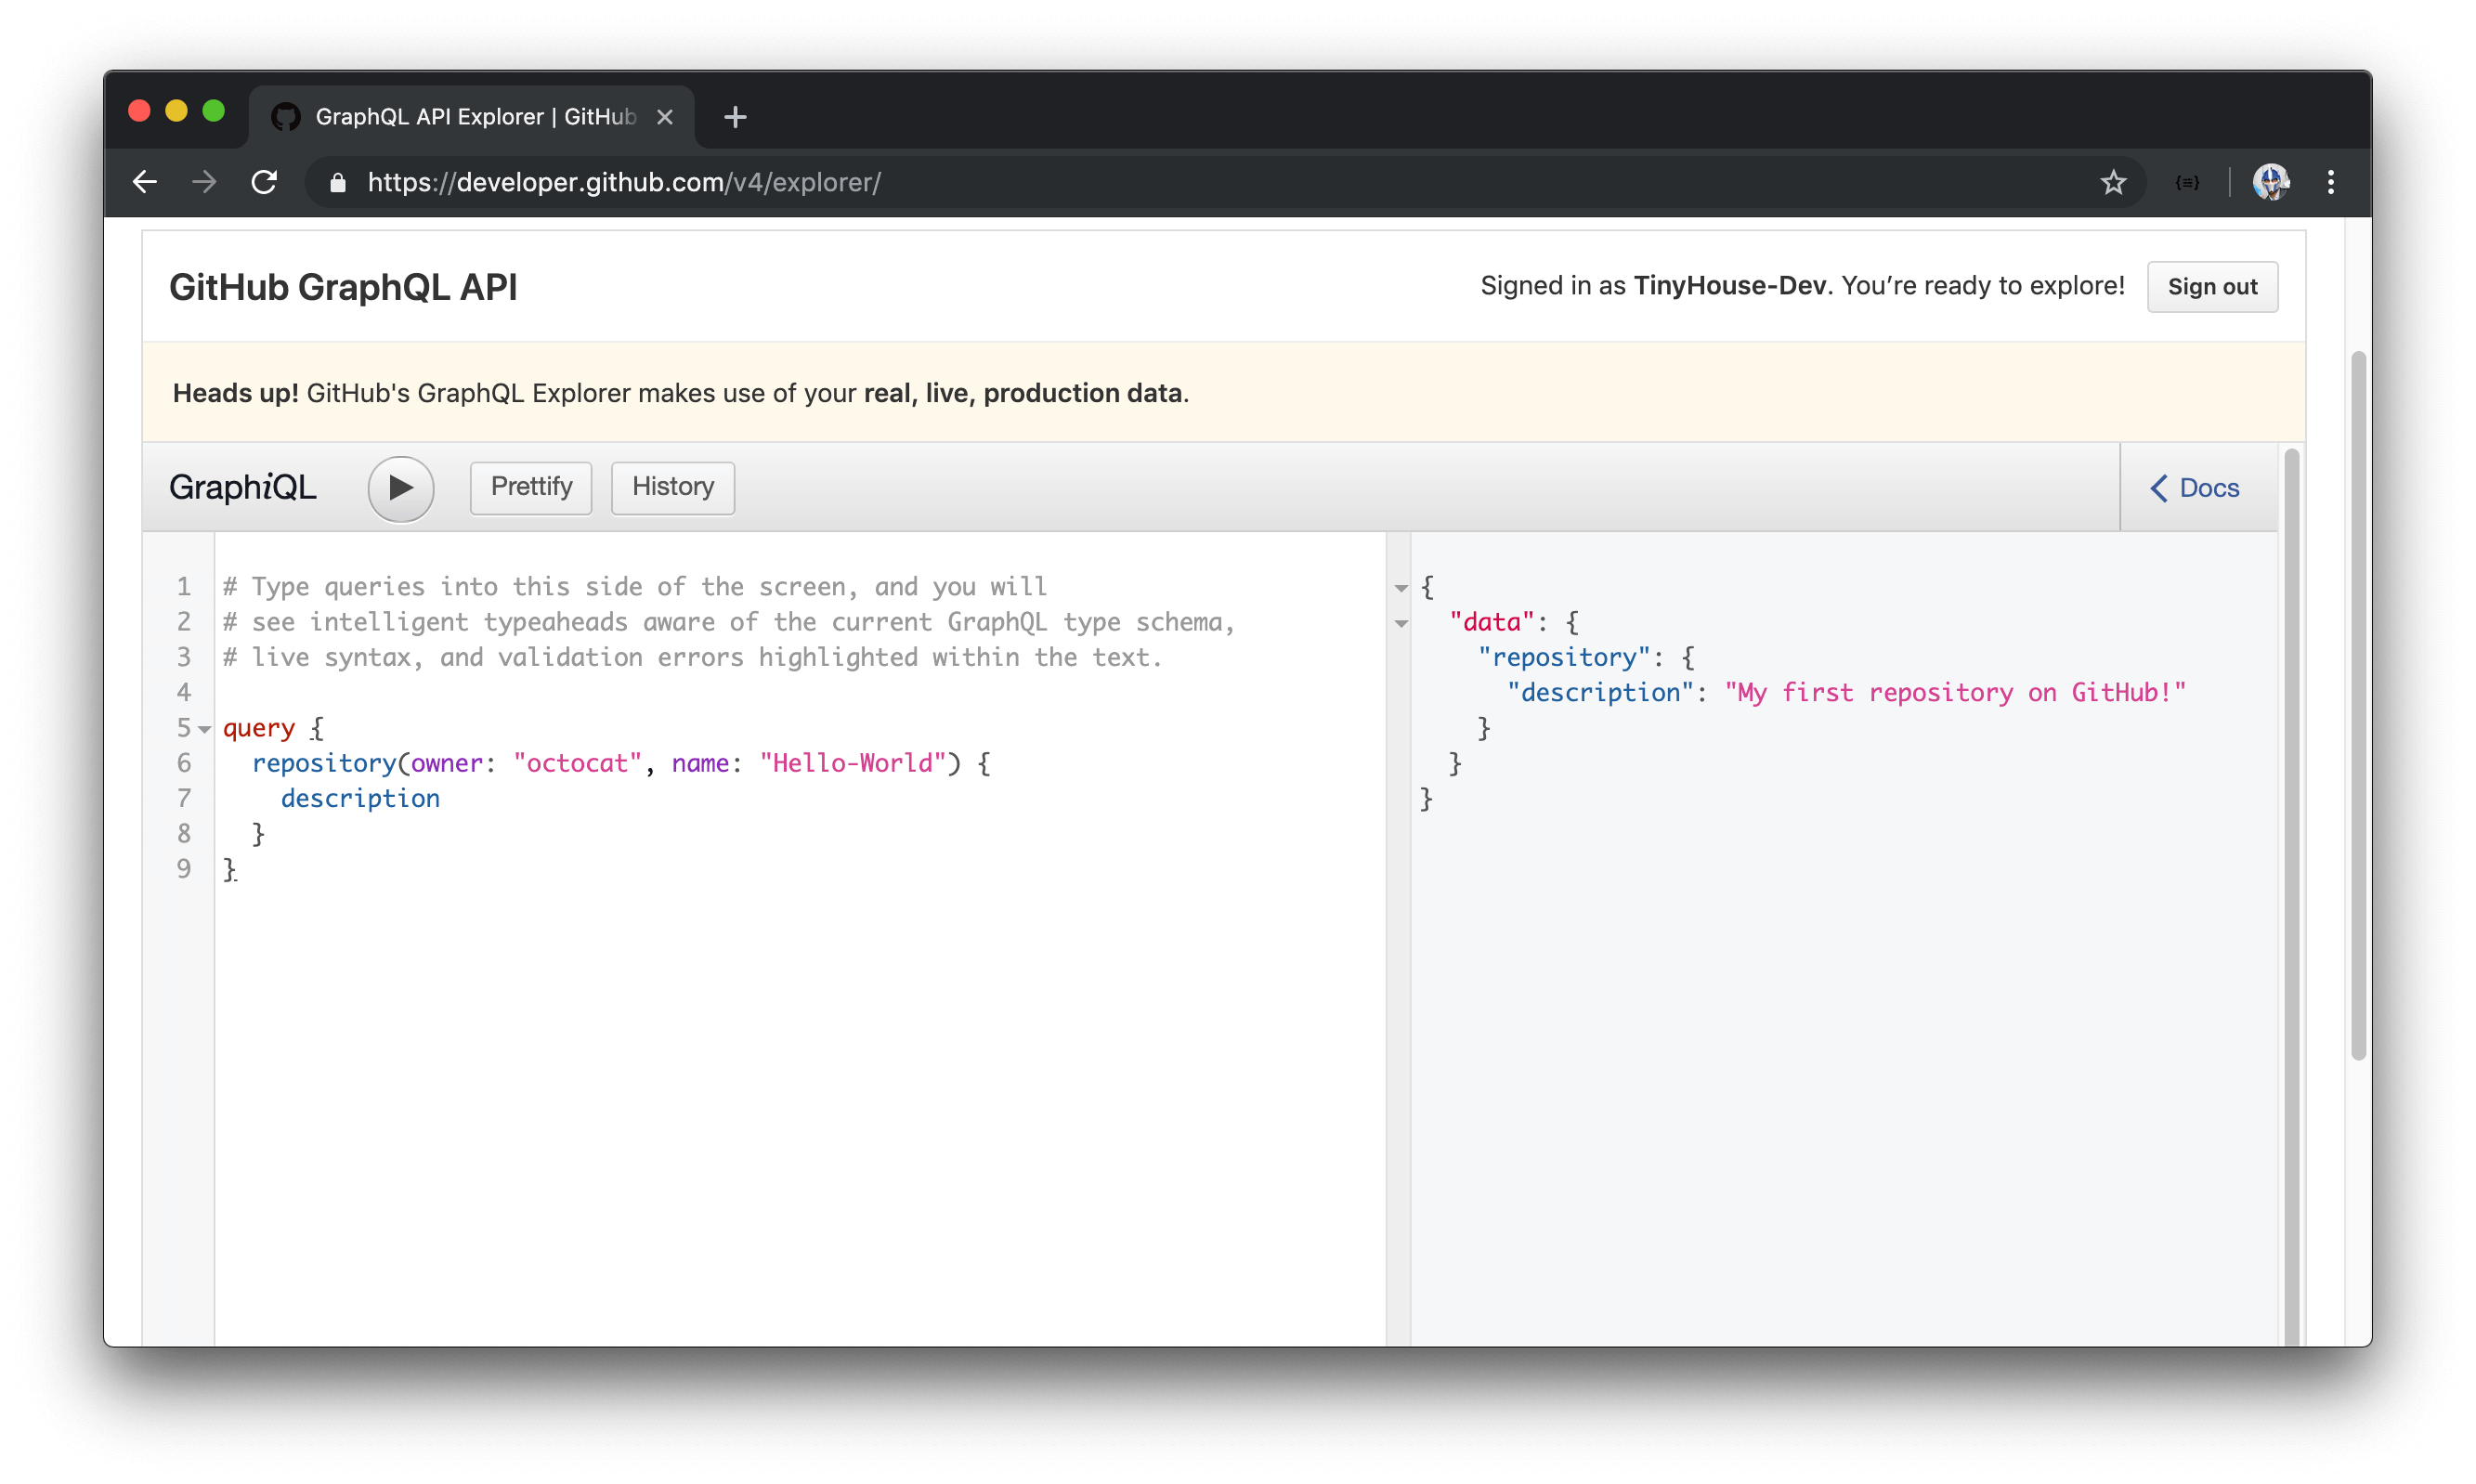 GraphQL API Explorer | GitHub
https://developer.github.com/v4/explorer/
GitHub GraphQL API
Signed in as TinyHouse-Dev. You’re ready to explore!
Sign out
Heads up! GitHub's GraphQL Explorer makes use of your real, live, production data.
GraphiQL
Prettify
History
Docs
1 # Type queries into this side of the screen, and you will
2 # see intelligent typeaheads aware of the current GraphQL type schema,
3 # live syntax, and validation errors highlighted within the text.
4
5 query {
6   repository(owner: "octocat", name: "Hello-World") {
7     description
8   }
9 }
{
  "data": {
    "repository": {
      "description": "My first repository on GitHub!"
    }
  }
}